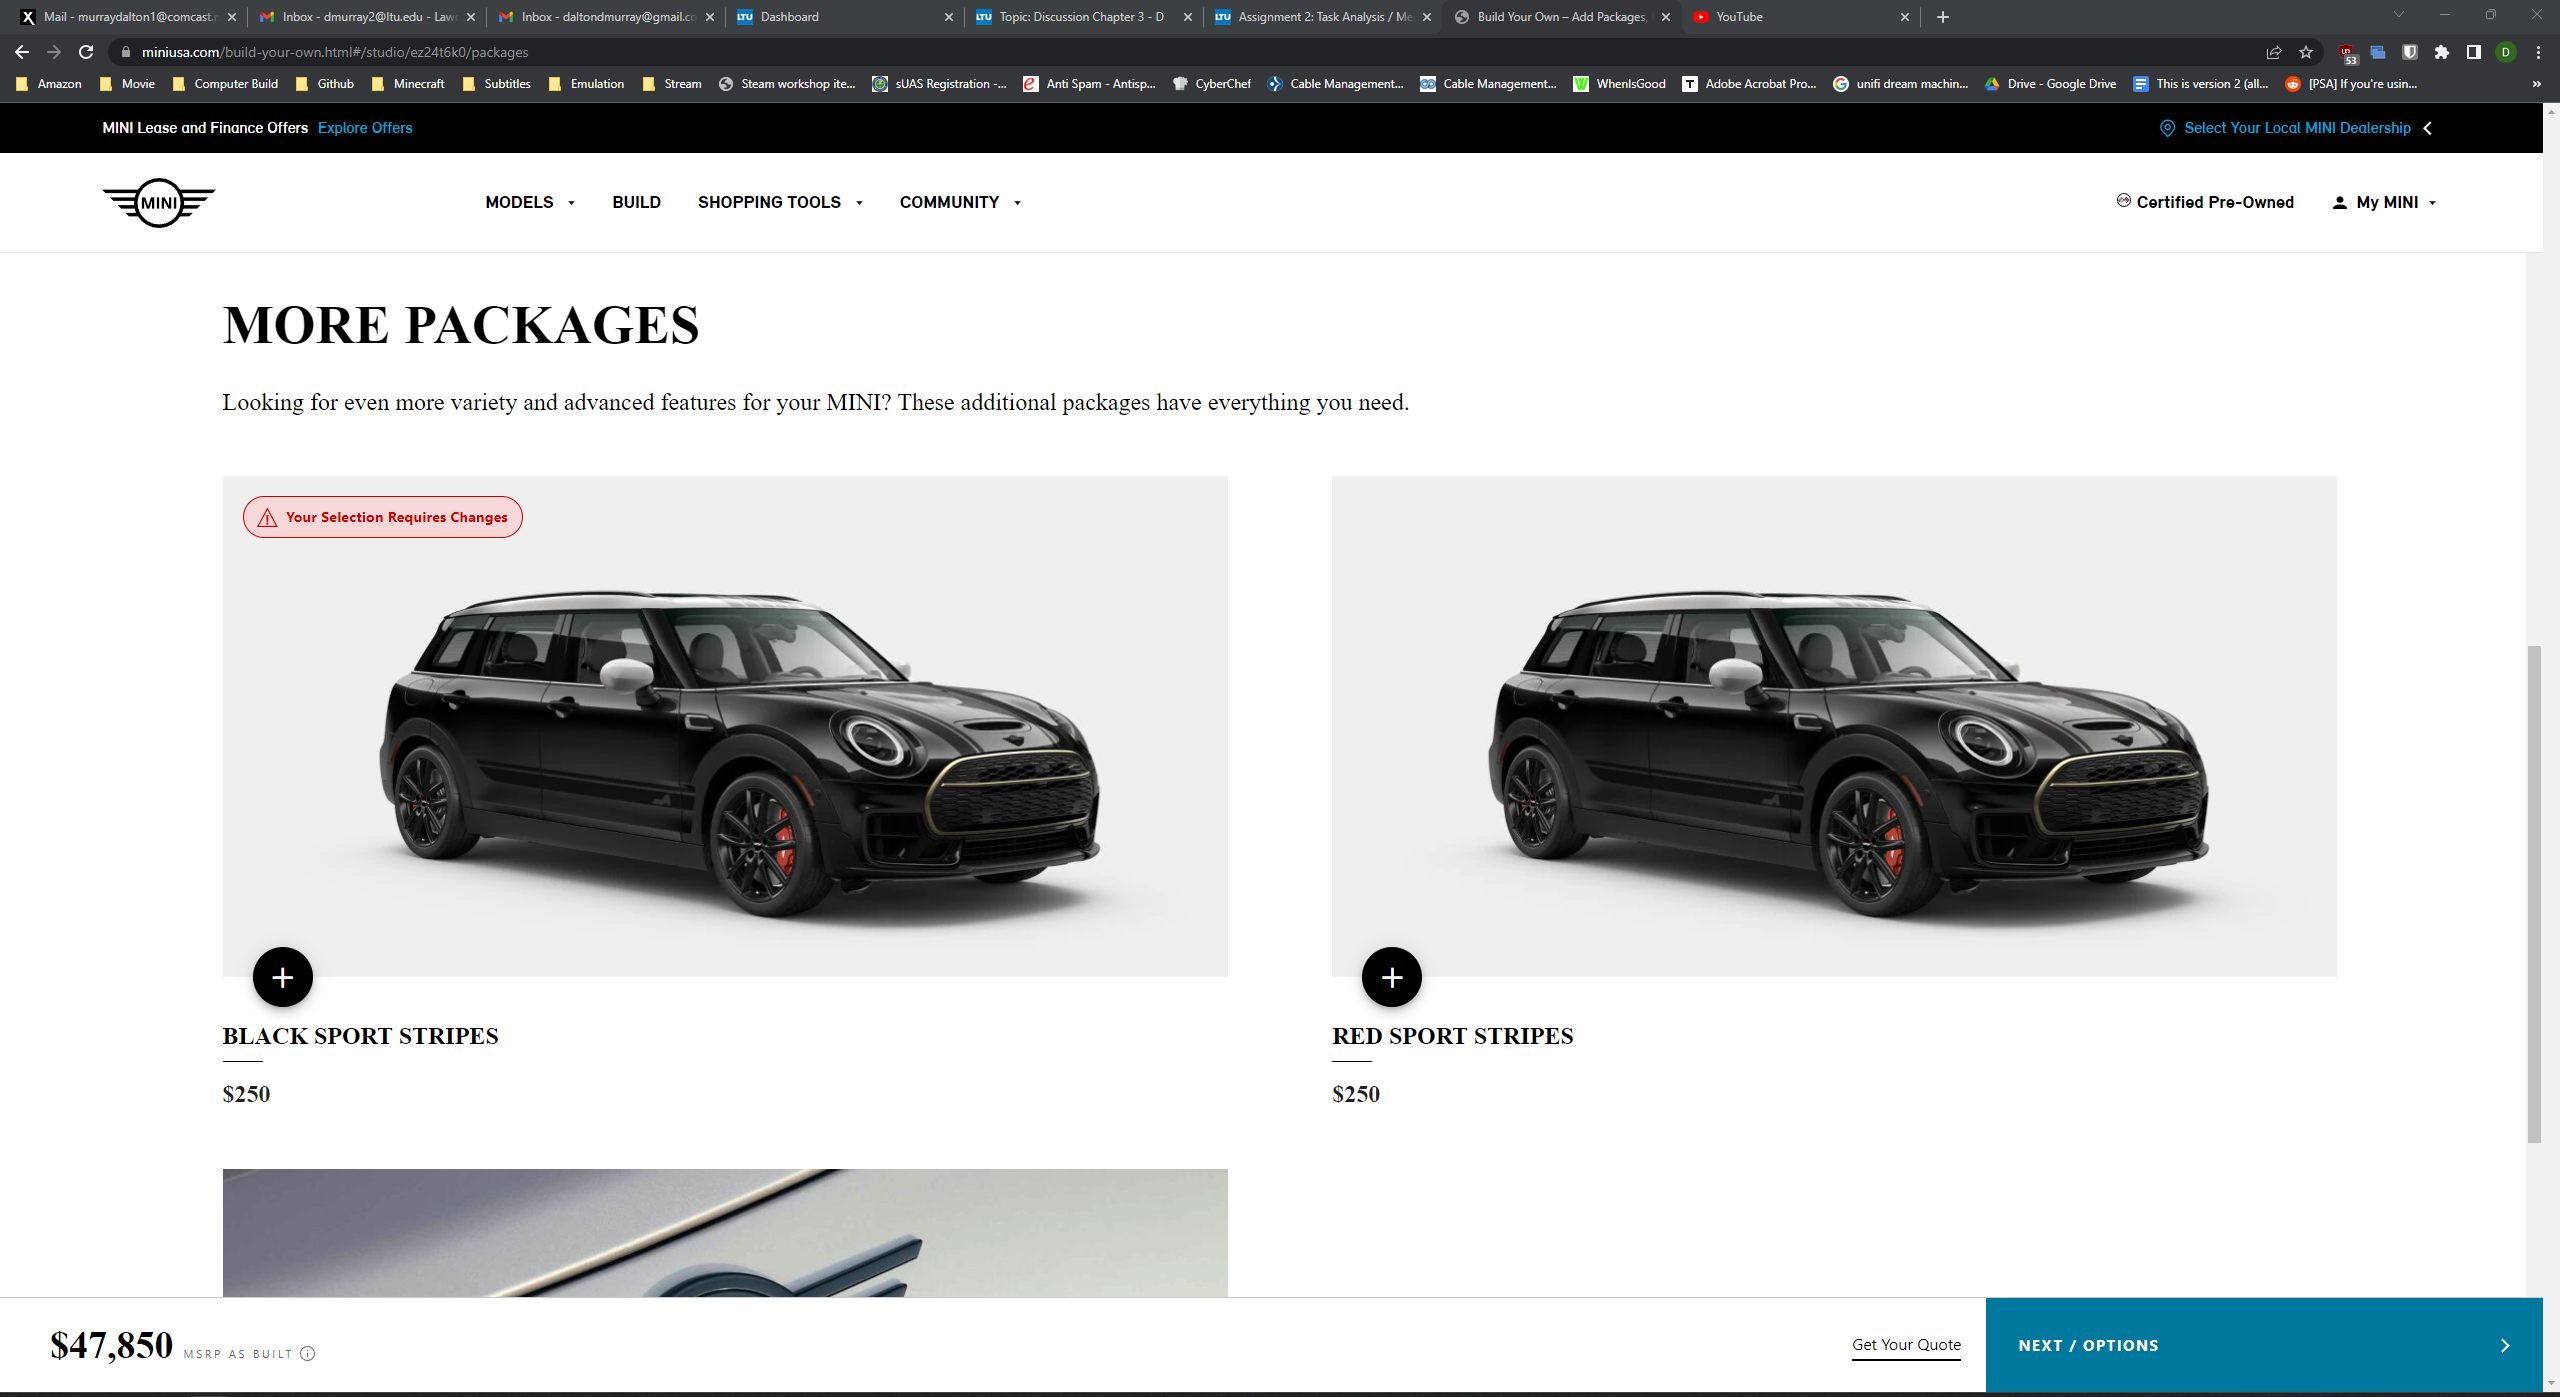 Mail - murraydalton1@comcast.n
Inbox - dmurray2@ltu.edu - Lawr
Inbox - daltondmurray@gmail.co
LTU Dashboard
LTU Topic: Discussion Chapter 3 - D
LTU Assignment 2: Task Analysis / Me
Build Your Own – Add Packages,
YouTube
miniusa.com/build-your-own.html#/studio/ez24t6k0/packages
53
D
Amazon
Movie
Computer Build
Github
Minecraft
Subtitles
Emulation
Stream
Steam workshop ite...
sUAS Registration -...
Anti Spam - Antisp...
CyberChef
Cable Management...
Cable Management...
WhenIsGood
Adobe Acrobat Pro...
unifi dream machin...
Drive - Google Drive
This is version 2 (all...
[PSA] If you're usin...
»
MINI Lease and Finance Offers Explore Offers
Select Your Local MINI Dealership
MINI
MODELS
BUILD
SHOPPING TOOLS
COMMUNITY
Certified Pre-Owned
My MINI
MORE PACKAGES
Looking for even more variety and advanced features for your MINI? These additional packages have everything you need.
Your Selection Requires Changes
BLACK SPORT STRIPES
$250
RED SPORT STRIPES
$250
$47,850 MSRP AS BUILT
Get Your Quote
NEXT / OPTIONS